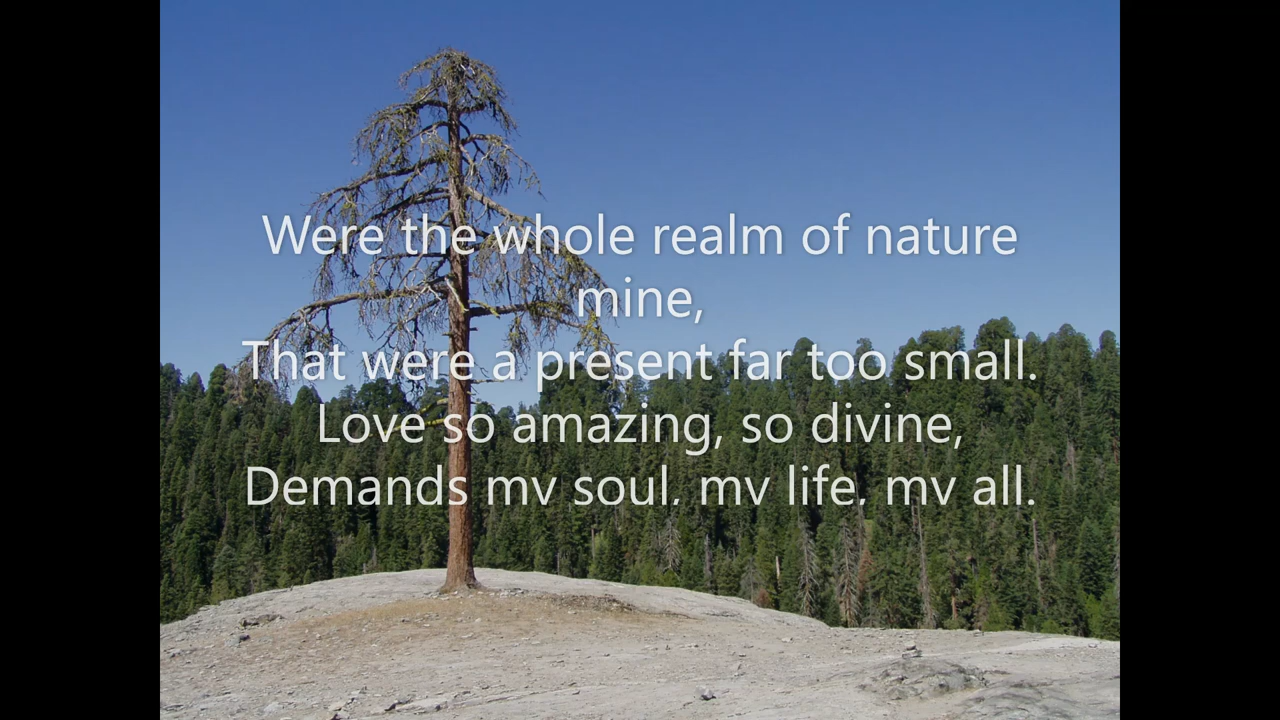 Were the whole realm of nature
mine,
That were a present far too small.
Love so amazing, so divine,
Demands my soul, my life, my all.